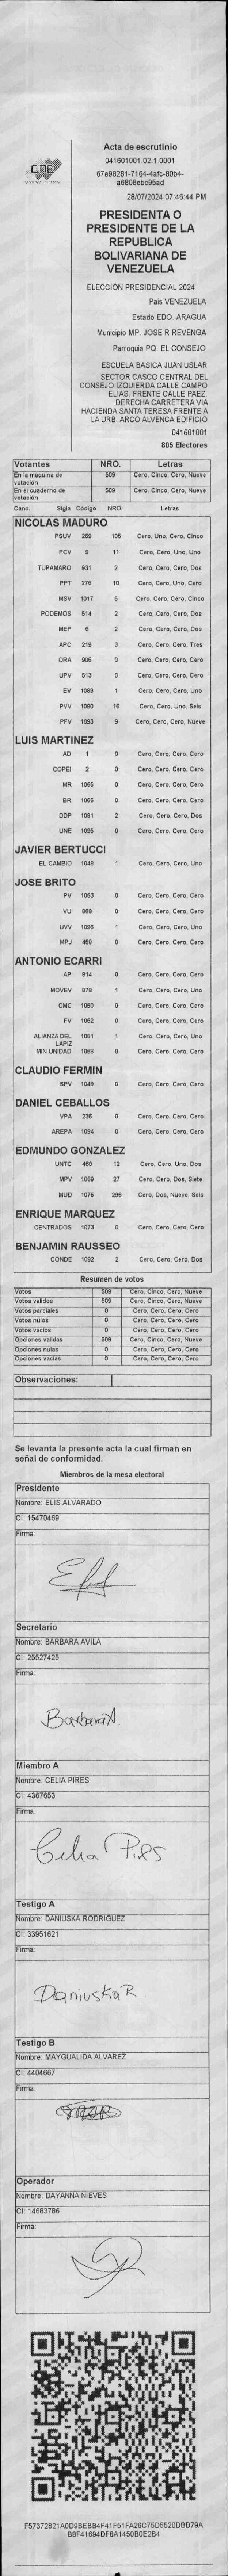 CNE
Acta de escrutinio
041601001.02.1.0001
67e98281-7164-4afc-80b4-
a6808ebc95ad
28/07/2024 07:46:44 PM
PRESIDENTA O
PRESIDENTE DE LA
REPUBLICA
BOLIVARIANA DE
VENEZUELA
ELECCIÓN PRESIDENCIAL 2024
País VENEZUELA
Estado EDO. ARAGUA
Municipio MP. JOSE R REVENGA
Parroquia PQ. EL CONSEJO
ESCUELA BASICA JUAN USLAR
SECTOR CASCO CENTRAL DEL
CONSEJO IZQUIERDA CALLE CAMPO
ELIAS. FRENTE CALLE PAEZ.
DERECHA CARRETERA VIA
HACIENDA SANTA TERESA FRENTE A
LA URB. ARCO ALVENCA EDIFICIO
041601001
805 Electores
Votantes NRO. Letras
En la maquina de votación 509 Cero, Cinco, Cero, Nueve
En el cuaderno de votación 509 Cero, Cinco, Cero, Nueve
Cand. Sigla Código NRO. Letras
NICOLAS MADURO
PSUV 269 105 Cero, Uno, Cero, Cinco
PCV 9 11 Cero, Cero, Uno, Uno
TUPAMARO 931 2 Cero, Cero, Cero, Dos
PPT 276 10 Cero, Cero, Uno, Cero
MSV 1017 5 Cero, Cero, Cero, Cinco
PODEMOS 514 2 Cero, Cero, Cero, Dos
MEP 6 2 Cero, Cero, Cero, Dos
APC 219 3 Cero, Cero, Cero, Tres
ORA 906 0 Cero, Cero, Cero, Cero
UPV 613 0 Cero, Cero, Cero, Cero
EV 1089 1 Cero, Cero, Cero, Uno
PVV 1090 16 Cero, Cero, Uno, Seis
PFV 1093 9 Cero, Cero, Cero, Nueve
LUIS MARTINEZ
AD 1 0 Cero, Cero, Cero, Cero
COPEI 2 0 Cero, Cero, Cero, Cero
MR 1065 0 Cero, Cero, Cero, Cero
BR 1066 0 Cero, Cero, Cero, Cero
DDP 1091 2 Cero, Cero, Cero, Dos
UNE 1095 0 Cero, Cero, Cero, Cero
JAVIER BERTUCCI
EL CAMBIO 1048 1 Cero, Cero, Cero, Uno
JOSE BRITO
PV 1053 0 Cero, Cero, Cero, Cero
VU 868 0 Cero, Cero, Cero, Cero
UVV 1096 1 Cero, Cero, Cero, Uno
MPJ 459 0 Cero, Cero, Cero, Cero
ANTONIO ECARRI
AP 814 0 Cero, Cero, Cero, Cero
MOVEV 978 1 Cero, Cero, Cero, Uno
CMC 1050 0 Cero, Cero, Cero, Cero
FV 1062 0 Cero, Cero, Cero, Cero
ALIANZA DEL LAPIZ 1061 1 Cero, Cero, Cero, Uno
MIN UNIDAD 1069 0 Cero, Cero, Cero, Cero
CLAUDIO FERMIN
SPV 1049 0 Cero, Cero, Cero, Cero
DANIEL CEBALLOS
VPA 236 0 Cero, Cero, Cero, Cero
AREPA 1094 0 Cero, Cero, Cero, Cero
EDMUNDO GONZALEZ
UNTC 460 12 Cero, Cero, Uno, Dos
MPV 1069 27 Cero, Cero, Dos, Siete
MUD 1075 296 Cero, Dos, Nueve, Seis
ENRIQUE MARQUEZ
CENTRADOS 1073 0 Cero, Cero, Cero, Cero
BENJAMIN RAUSSEO
CONDE 1092 2 Cero, Cero, Cero, Dos
Resumen de votos
Votos 509 Cero, Cinco, Cero, Nueve
Votos validos 509 Cero, Cinco, Cero, Nueve
Votos parciales 0 Cero, Cero, Cero, Cero
Votos nulos 0 Cero, Cero, Cero, Cero
Votos vacios 0 Cero, Cero, Cero, Cero
Opciones validas 509 Cero, Cinco, Cero, Nueve
Opciones nulas 0 Cero, Cero, Cero, Cero
Opciones vacias 0 Cero, Cero, Cero, Cero
Observaciones:
Se levanta la presente acta la cual firman en
señal de conformidad.
Miembros de la mesa electoral
Presidente
Nombre: ELIS ALVARADO
CI: 15470469
Firma:
Secretario
Nombre: BARBARA AVILA
CI: 25527425
Firma:
BarbaraA.
Miembro A
Nombre: CELIA PIRES
CI: 4367653
Firma:
Celia Pires
Testigo A
Nombre: DANIUSKA RODRIGUEZ
CI: 33951621
Firma:
Daniuska R
Testigo B
Nombre: MAYGUALIDA ALVAREZ
CI: 4404667
Firma:
Operador
Nombre: DAYANNA NIEVES
CI: 14683786
Firma:
F57372821A0D9BEBB4F41F51FA26C75D5520DBD79A
B8F41694DF8A1450B0E2B4